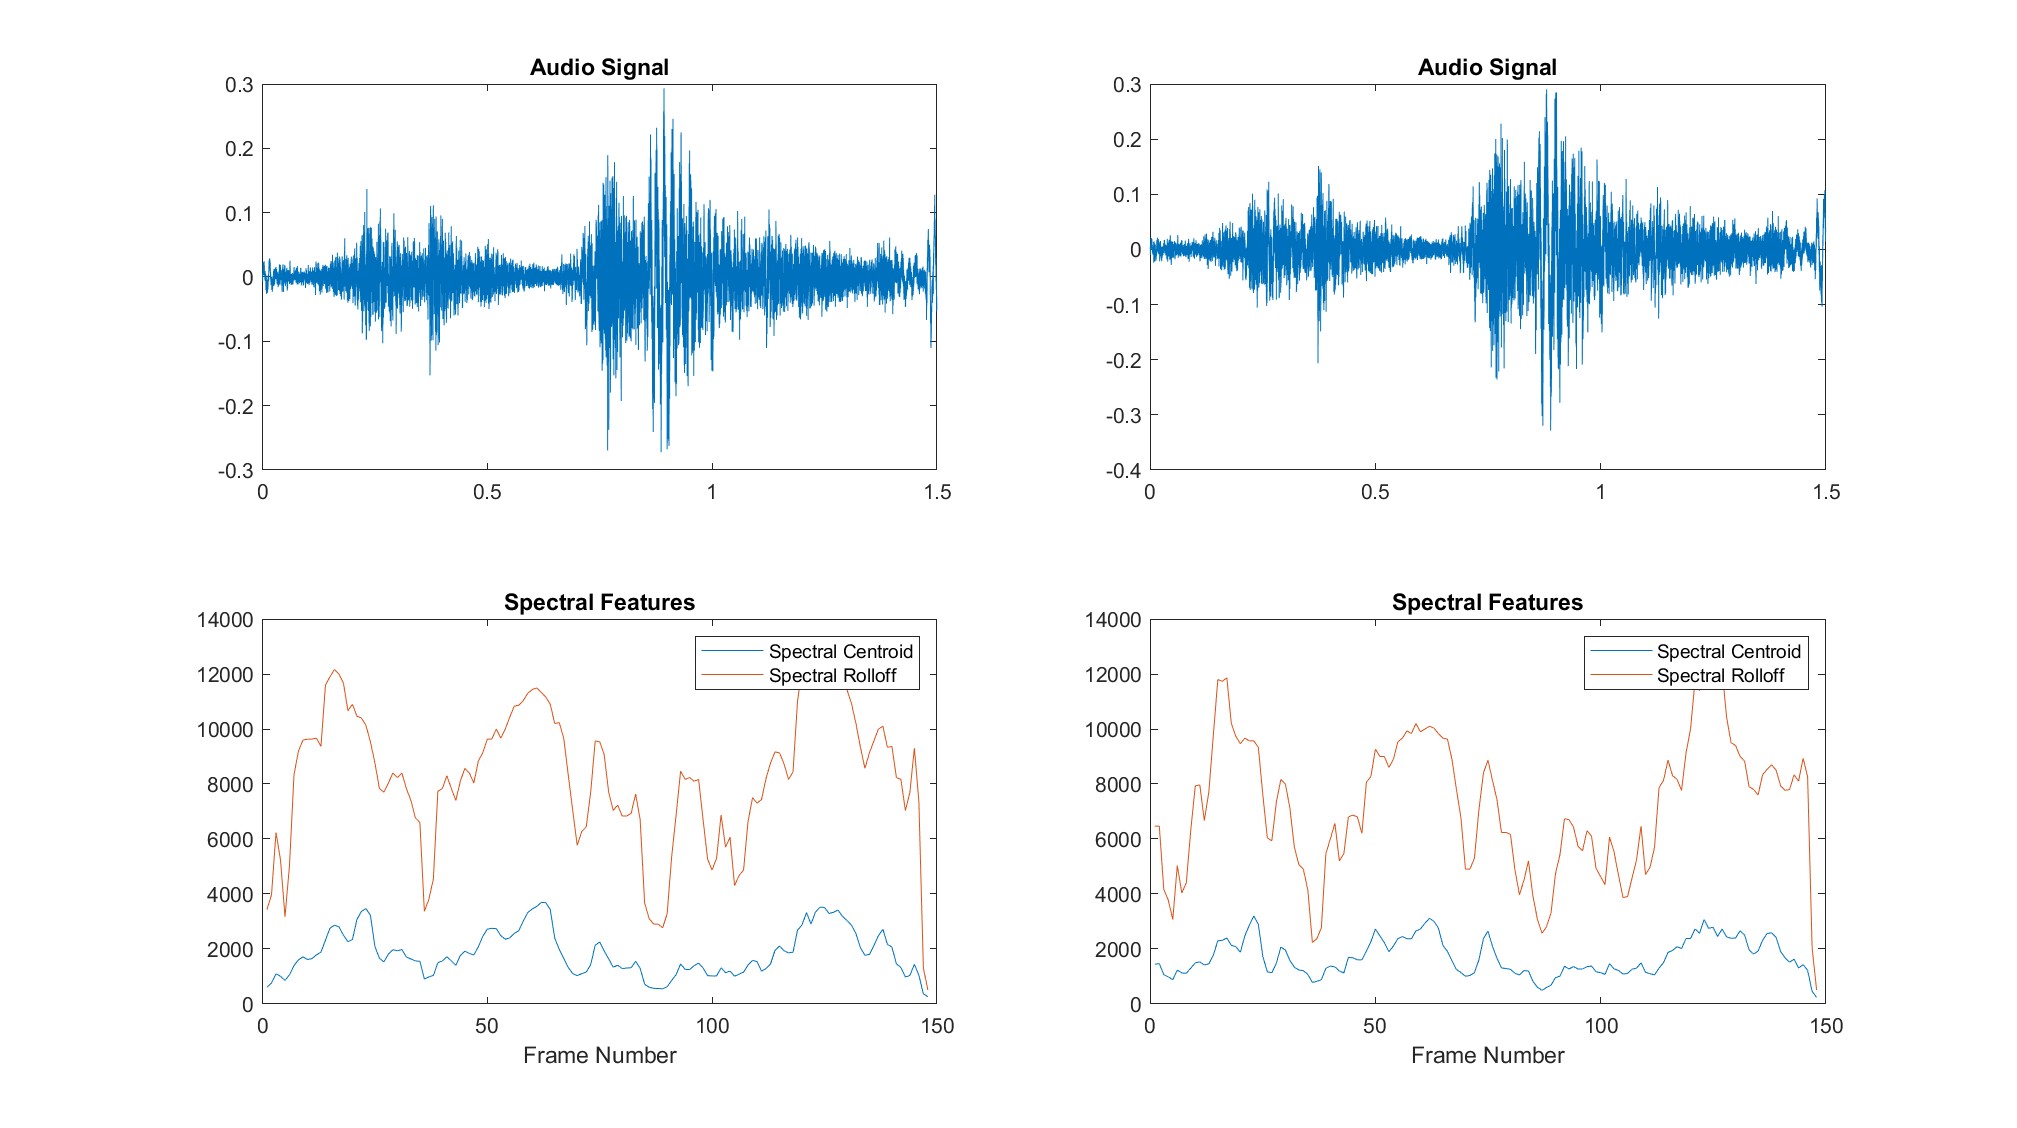 Audio Signal
0.3
0.2
0.1
0
-0.1
-0.2
-0.3
0 0.5 1 1.5
Audio Signal
0.3
0.2
0.1
0
-0.1
-0.2
-0.3
-0.4
0 0.5 1 1.5
Spectral Features
14000
12000
10000
8000
6000
4000
2000
0
Spectral Centroid
Spectral Rolloff
0 50 100 150
Frame Number
Spectral Features
14000
12000
10000
8000
6000
4000
2000
0
Spectral Centroid
Spectral Rolloff
0 50 100 150
Frame Number